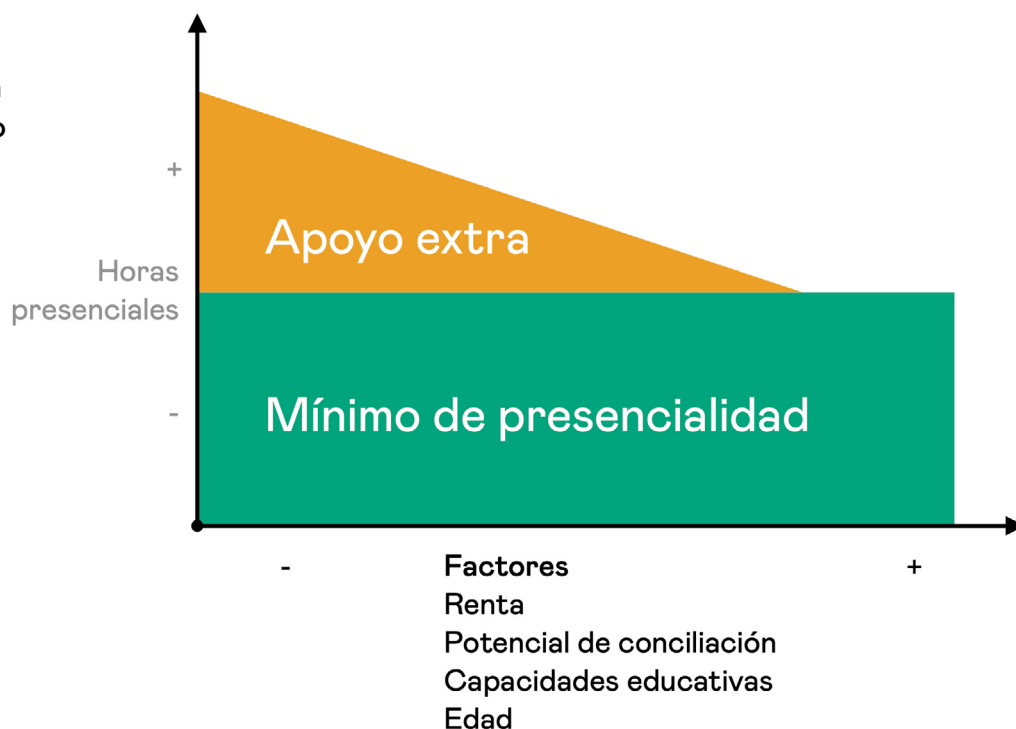 +
Apoyo extra
Horas
presenciales
-
Mínimo de presencialidad
-
Factores
+
Renta
Potencial de conciliación
Capacidades educativas
Edad